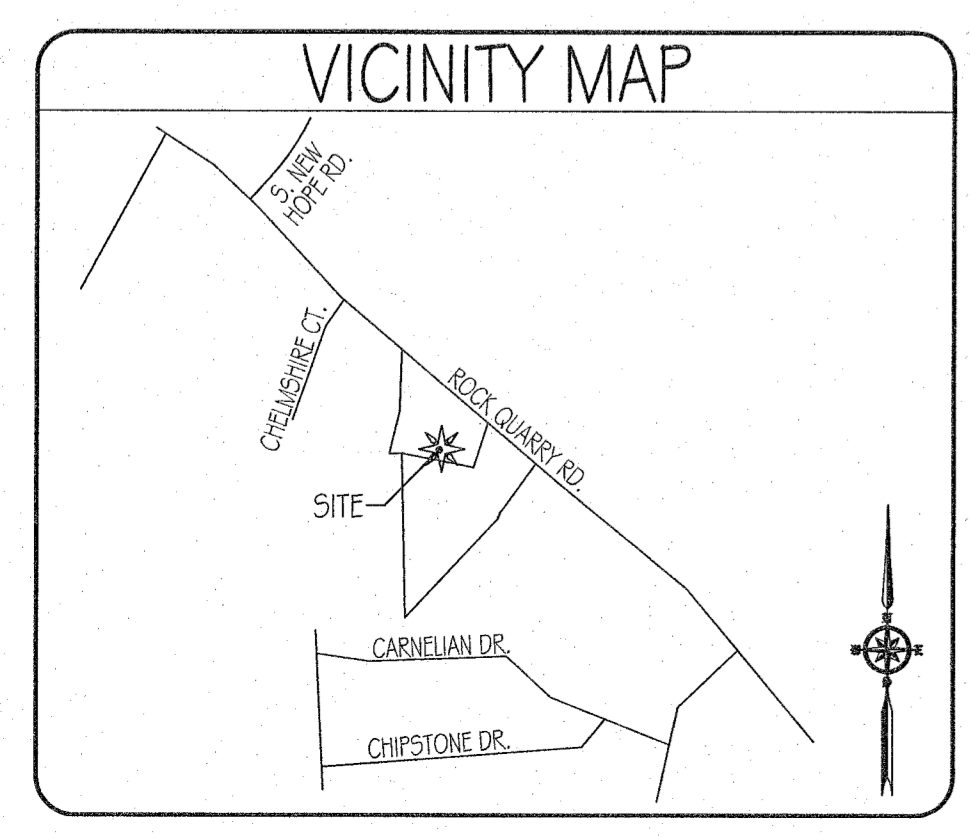 VICINITY MAP
S. NEW
HOPE RD.
CHELMSHIRE CT.
ROCK QUARRY RD.
SITE
CARNELIAN DR.
CHIPSTONE DR.